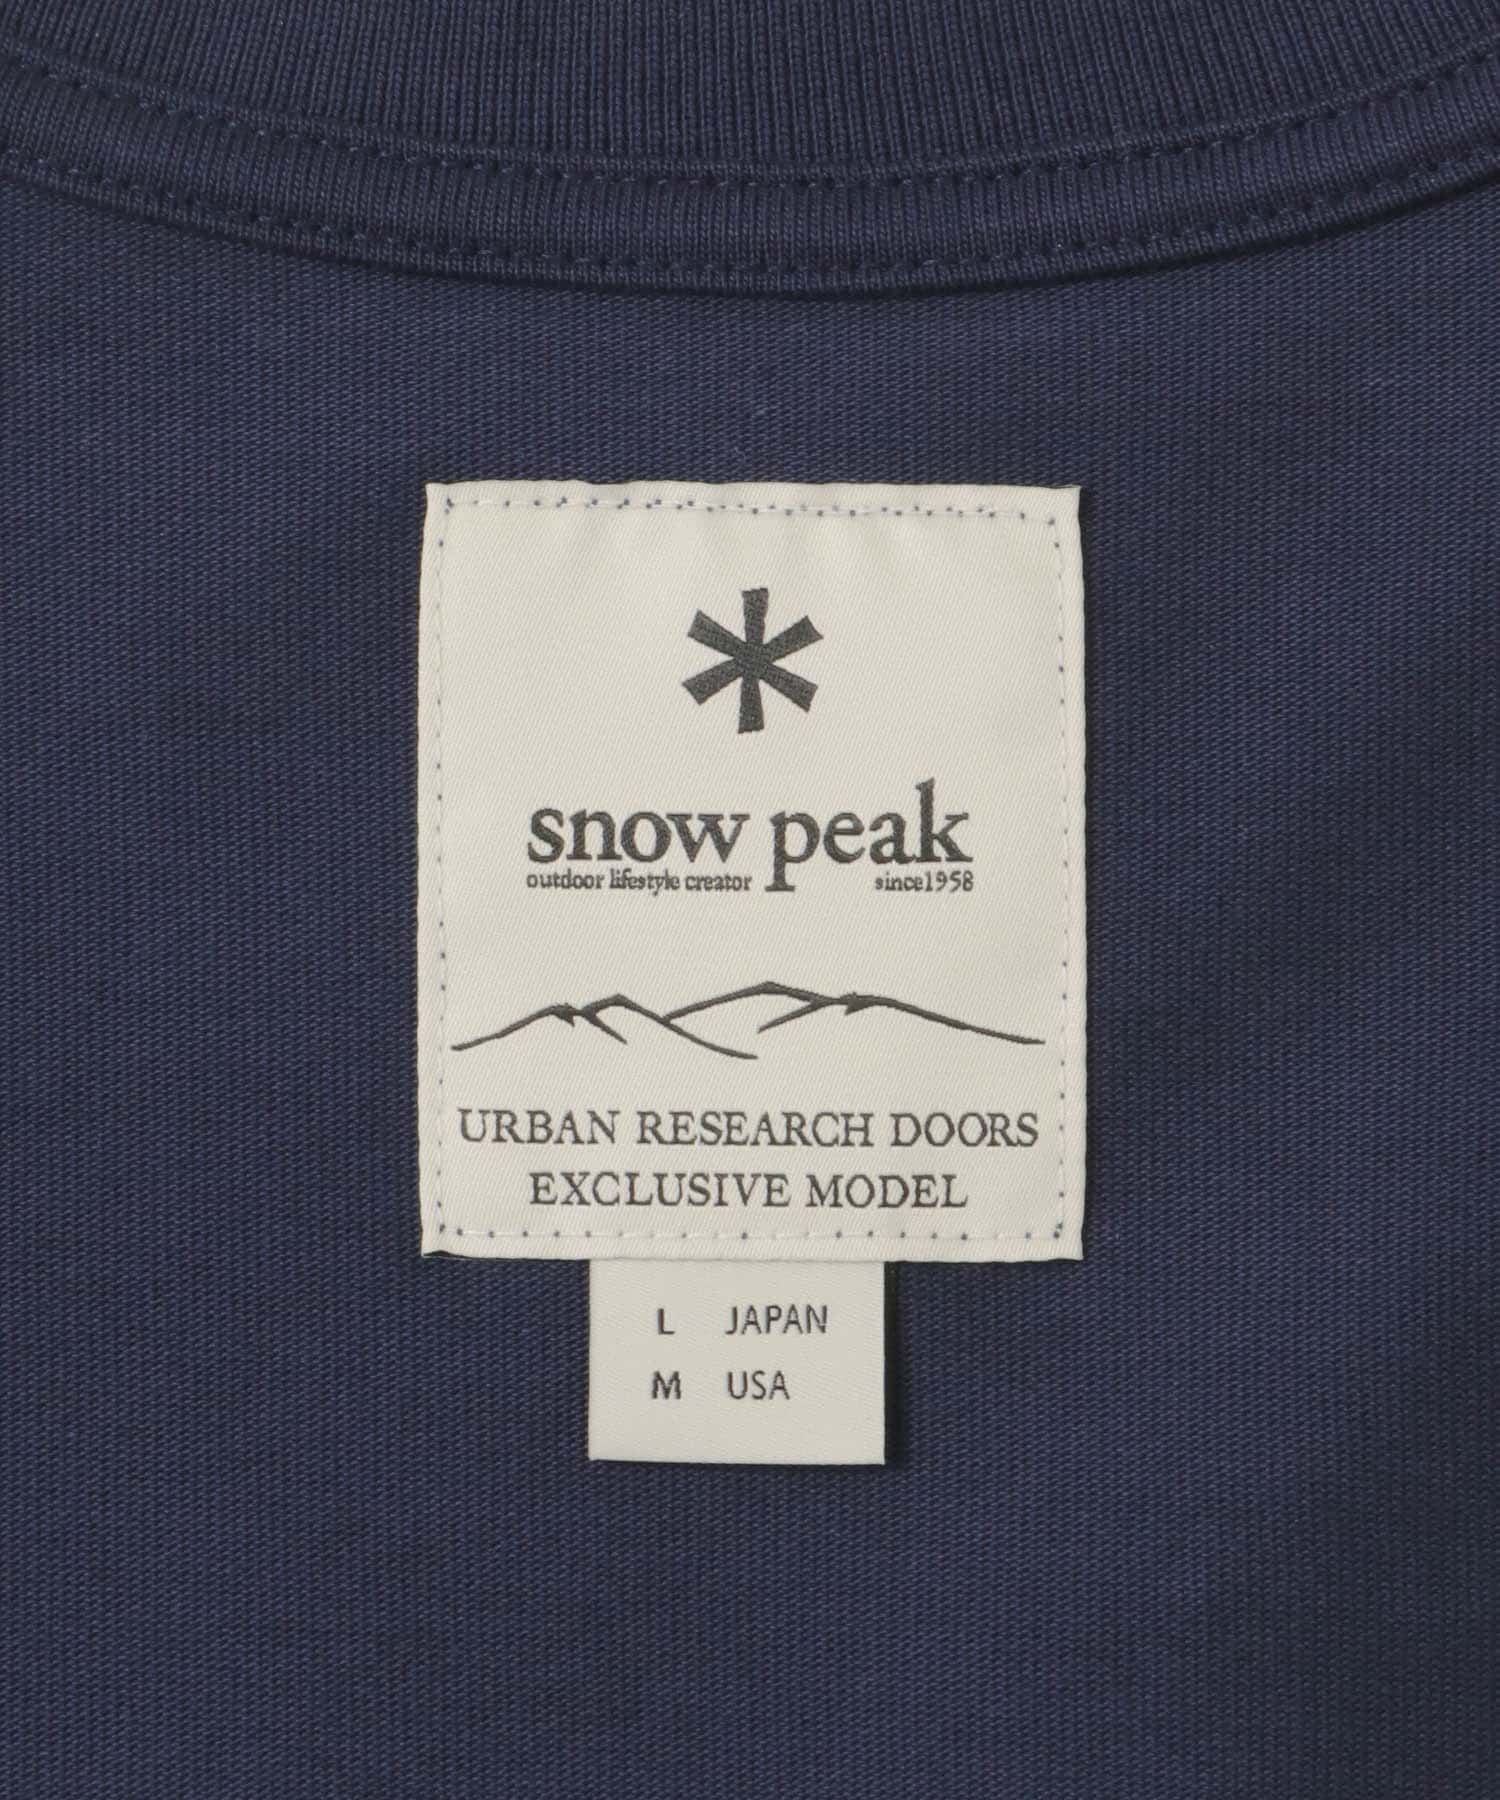 snow peak
outdoor lifestyle creator since1958
URBAN RESEARCH DOORS
EXCLUSIVE MODEL
L JAPAN
M USA